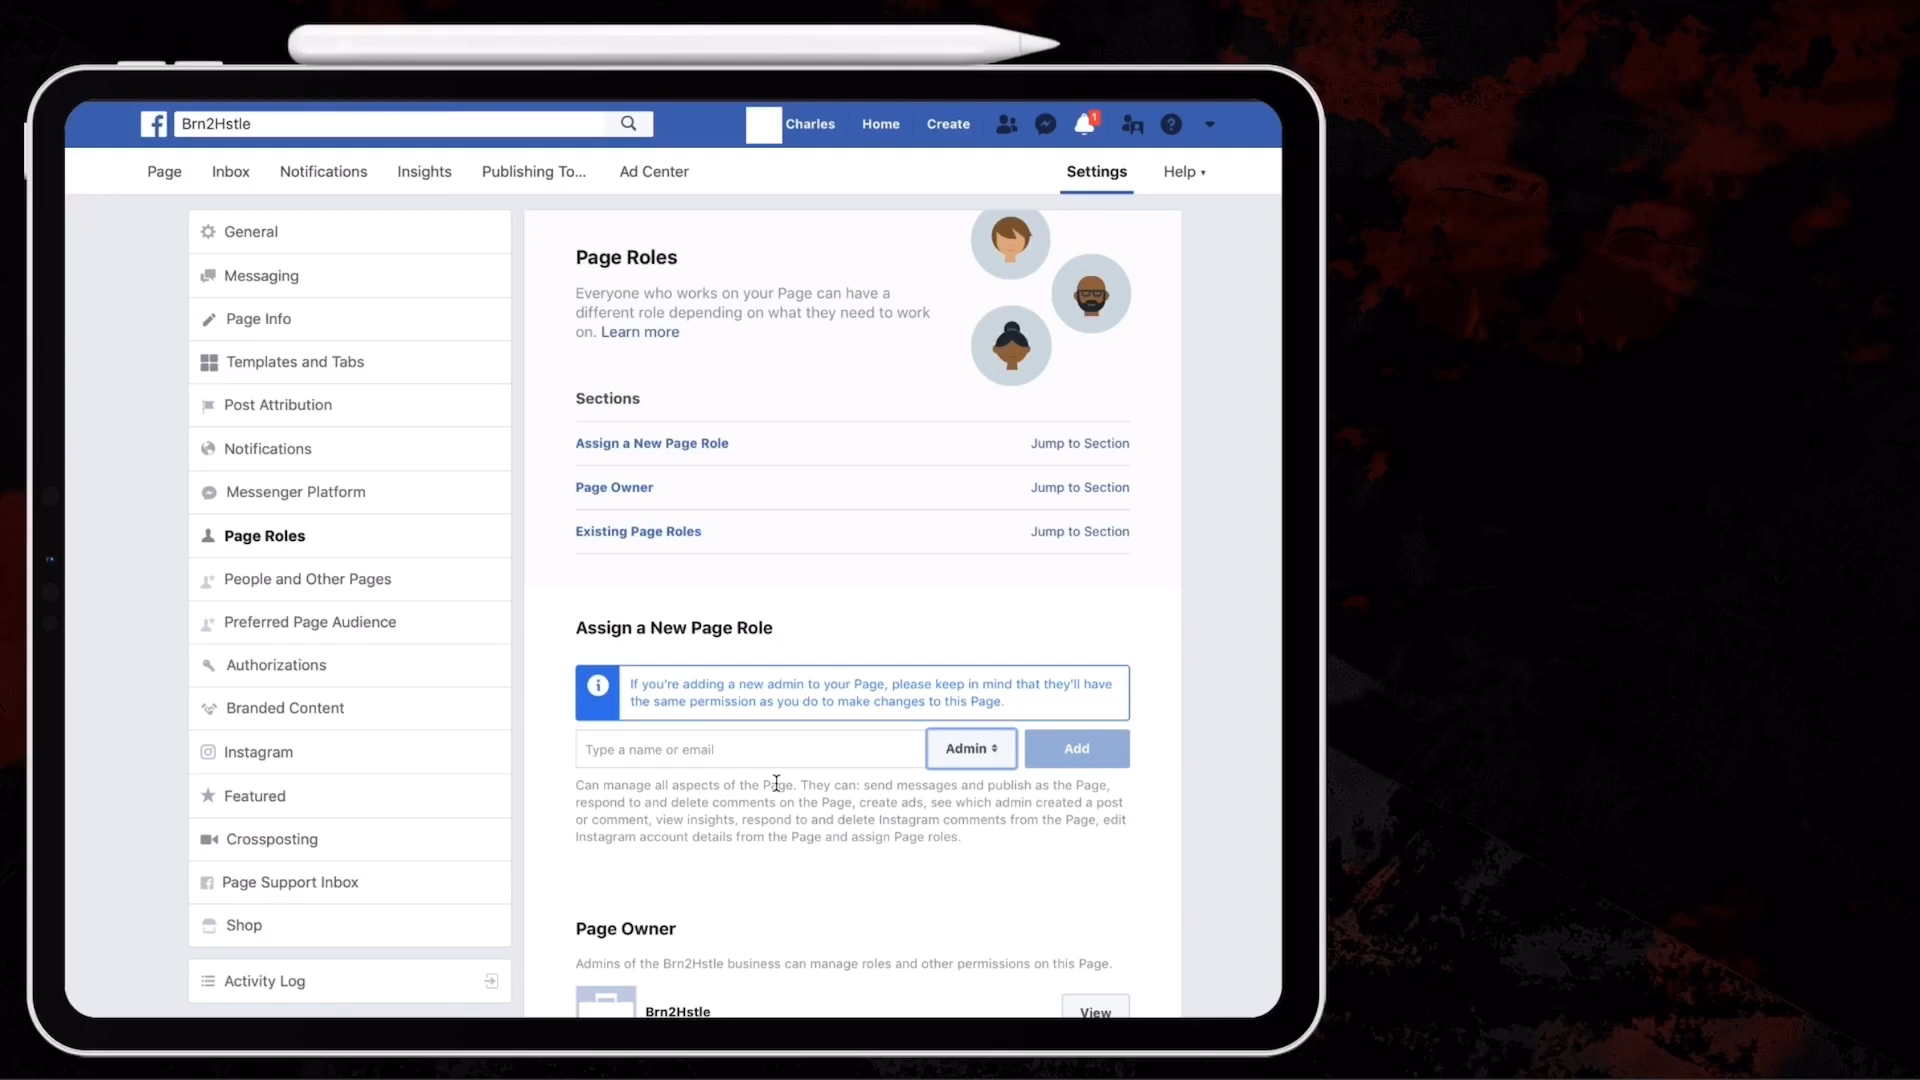 Brn2Hstle
Charles
Home
Create
1
Page
Inbox
Notifications
Insights
Publishing To...
Ad Center
Settings
Help
General
Messaging
Page Info
Templates and Tabs
Post Attribution
Notifications
Messenger Platform
Page Roles
People and Other Pages
Preferred Page Audience
Authorizations
Branded Content
Instagram
Featured
Crossposting
Page Support Inbox
Shop
Activity Log
Page Roles
Everyone who works on your Page can have a
different role depending on what they need to work
on. Learn more
Sections
Assign a New Page Role Jump to Section
Page Owner Jump to Section
Existing Page Roles Jump to Section
Assign a New Page Role
If you're adding a new admin to your Page, please keep in mind that they'll have
the same permission as you do to make changes to this Page.
Type a name or email
Admin
Add
Can manage all aspects of the Page. They can: send messages and publish as the Page,
respond to and delete comments on the Page, create ads, see which admin created a post
or comment, view insights, respond to and delete Instagram comments from the Page, edit
Instagram account details from the Page and assign Page roles.
Page Owner
Admins of the Brn2Hstle business can manage roles and other permissions on this Page.
Brn2Hstle
View